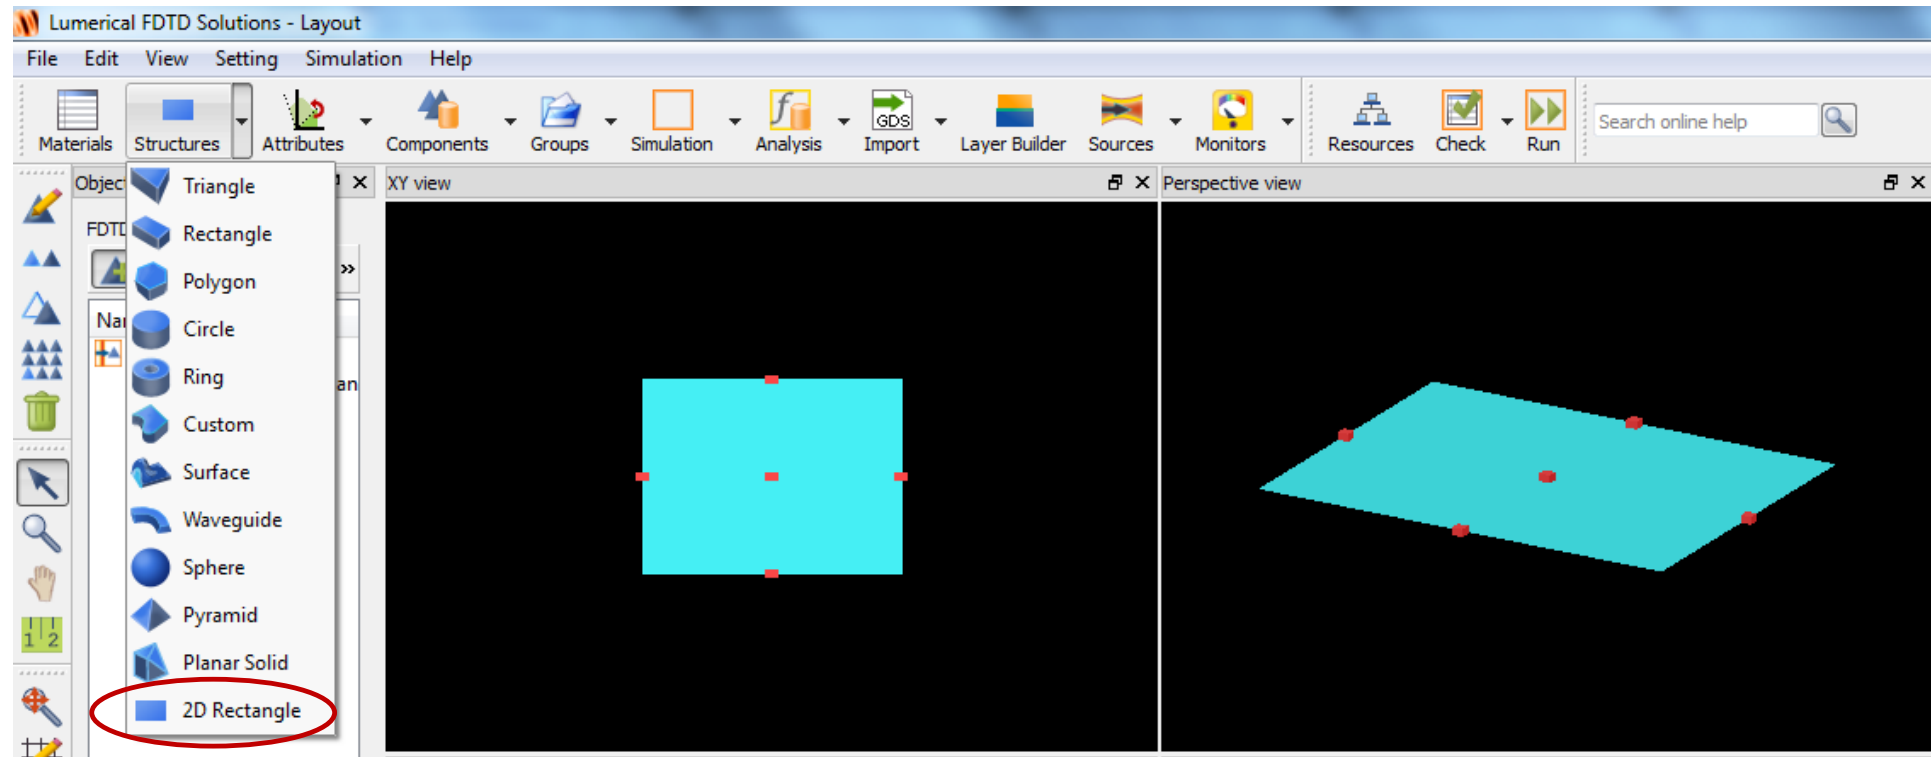 Lumerical FDTD Solutions - Layout
File Edit View Setting Simulation Help
GDS
Materials Structures Attributes Components Groups Simulation Analysis Import Layer Builder Sources Monitors Resources Check Run Search online help
Objec XY view Perspective view
Triangle
FDTD
Rectangle
Polygon
Nar
Circle
Ring
an
Custom
Surface
Waveguide
Sphere
Pyramid
1 2
Planar Solid
2D Rectangle